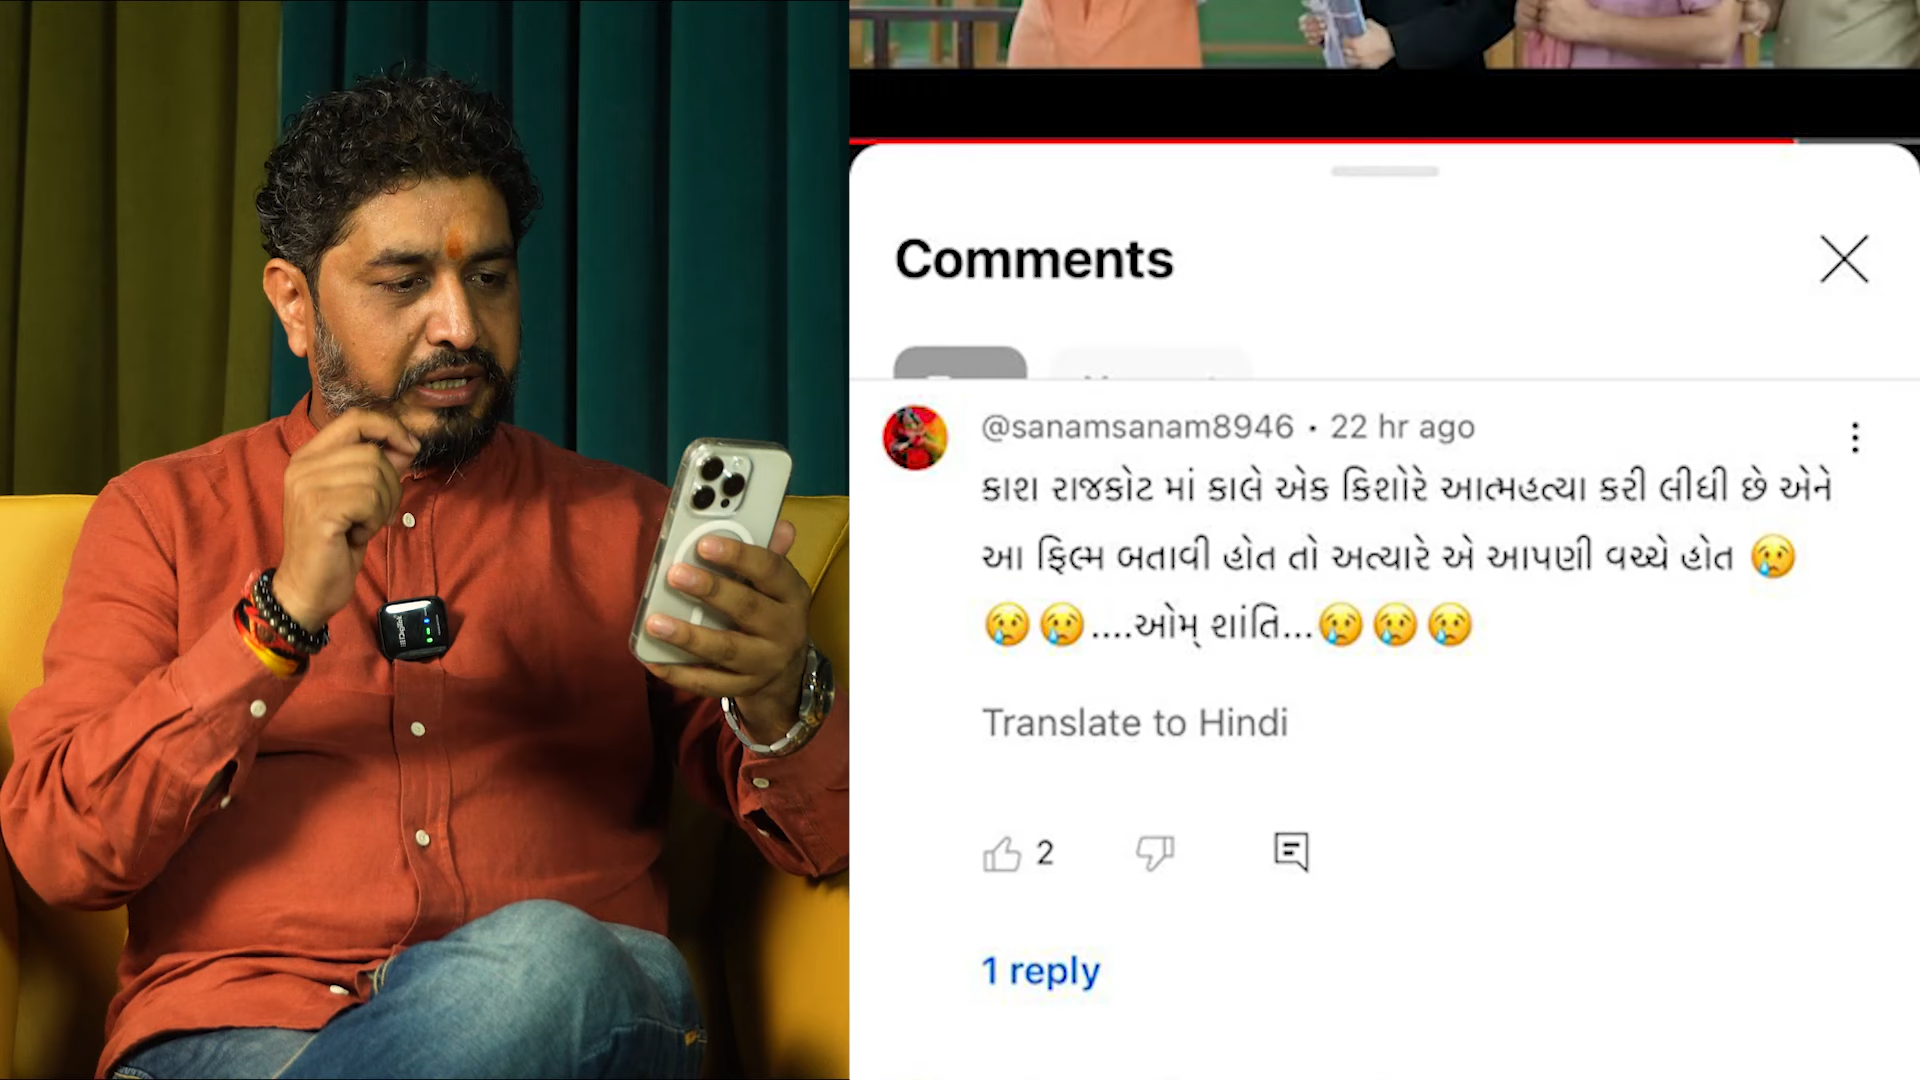 Comments
@sanamsanam8946 • 22 hr ago
કાશ રાજકોટ માં કાલે એક કિશોરે આત્મહત્યા કરી લીધી છે એને
આ ફિલ્મ બતાવી હોત તો અત્યારે એ આપણી વચ્ચે હોત 😢
😢😢....ઓમ્ શાંતિ...😢😢😢
Translate to Hindi
2
1 reply